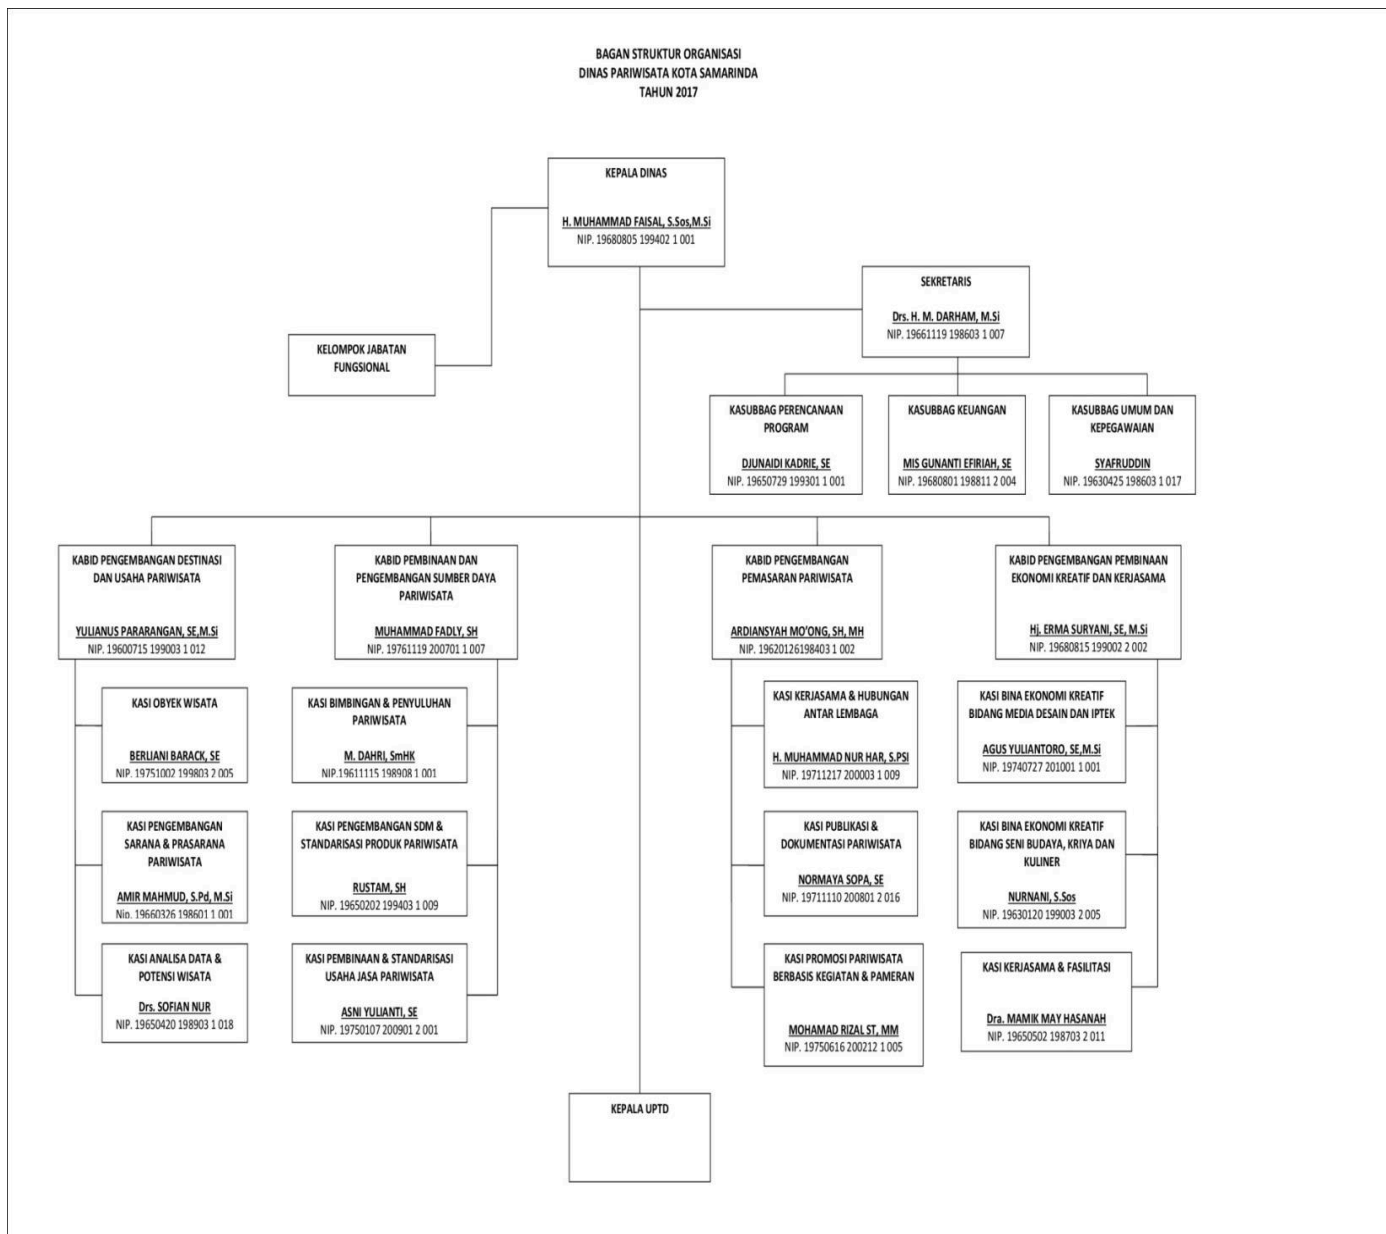 BAGAN STRUKTUR ORGANISASI
DINAS PARIWISATA KOTA SAMARINDA
TAHUN 2017
KEPALA DINAS
H. MUHAMMAD FAISAL, S.Sos,M.Si
NIP. 19680805 199402 1 001
SEKRETARIS
Drs. H. M. DARHAM, M.Si
NIP. 19661119 198603 1 007
KELOMPOK JABATAN
FUNGSIONAL
KASUBBAG PERENCANAAN
PROGRAM
DJUNAIDI KADRIE, SE
NIP. 19650729 199301 1 001
KASUBBAG KEUANGAN
MIS GUNANTI EFIRIAH, SE
NIP. 19680801 198811 2 004
KASUBBAG UMUM DAN
KEPEGAWAIAN
SYAFRUDDIN
NIP. 19630425 198603 1 017
KABID PENGEMBANGAN DESTINASI
DAN USAHA PARIWISATA
YULIANUS PARARANGAN, SE,M.Si
NIP. 19600715 199003 1 012
KASI OBYEK WISATA
BERLIANI BARACK, SE
NIP. 19751002 199803 2 005
KASI PENGEMBANGAN
SARANA & PRASARANA
PARIWISATA
AMIR MAHMUD, S.Pd, M.Si
Nip. 19660326 198601 1 001
KASI ANALISA DATA &
POTENSI WISATA
Drs. SOFIAN NUR
NIP. 19650420 198903 1 018
KABID PEMBINAAN DAN
PENGEMBANGAN SUMBER DAYA
PARIWISATA
MUHAMMAD FADLY, SH
NIP. 19761119 200701 1 007
KASI BIMBINGAN & PENYULUHAN
PARIWISATA
M. DAHRI, SmHK
NIP.19611115 198908 1 001
KASI PENGEMBANGAN SDM &
STANDARISASI PRODUK PARIWISATA
RUSTAM, SH
NIP. 19650202 199403 1 009
KASI PEMBINAAN & STANDARISASI
USAHA JASA PARIWISATA
ASNI YULIANTI, SE
NIP. 19750107 200901 2 001
KABID PENGEMBANGAN
PEMASARAN PARIWISATA
ARDIANSYAH MO'ONG, SH, MH
NIP. 19620126198403 1 002
KASI KERJASAMA & HUBUNGAN
ANTAR LEMBAGA
H. MUHAMMAD NUR HAR, S.PSI
NIP. 19711217 200003 1 009
KASI PUBLIKASI &
DOKUMENTASI PARIWISATA
NORMAYA SOPA, SE
NIP. 19711110 200801 2 016
KASI PROMOSI PARIWISATA
BERBASIS KEGIATAN & PAMERAN
MOHAMAD RIZAL ST, MM
NIP. 19750616 200212 1 005
KABID PENGEMBANGAN PEMBINAAN
EKONOMI KREATIF DAN KERJASAMA
Hj. ERMA SURYANI, SE, M.Si
NIP. 19680815 199002 2 002
KASI BINA EKONOMI KREATIF
BIDANG MEDIA DESAIN DAN IPTEK
AGUS YULIANTORO, SE,M.Si
NIP. 19740727 201001 1 001
KASI BINA EKONOMI KREATIF
BIDANG SENI BUDAYA, KRIYA DAN
KULINER
NURNANI, S.Sos
NIP. 19630120 199003 2 005
KASI KERJASAMA & FASILITASI
Dra. MAMIK MAY HASANAH
NIP. 19650502 198703 2 011
KEPALA UPTD